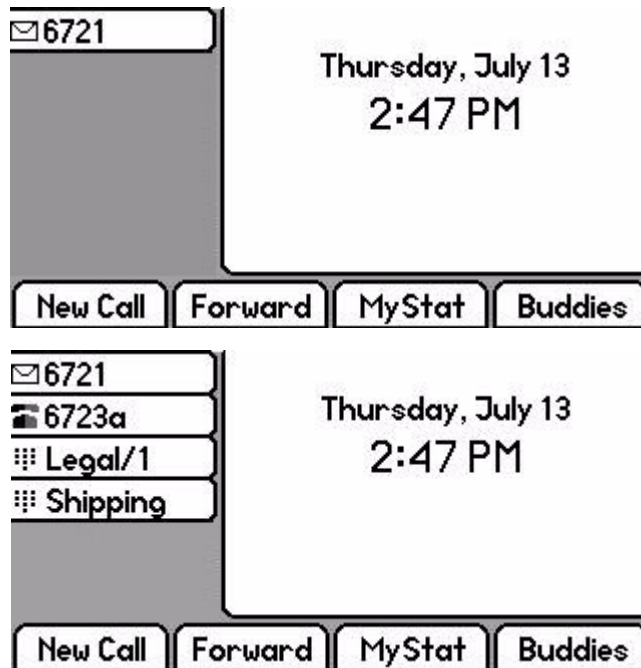 6721
Thursday, July 13
2:47 PM
New Call Forward MyStat Buddies
6721
6723a
Legal/1
Shipping
Thursday, July 13
2:47 PM
New Call Forward MyStat Buddies